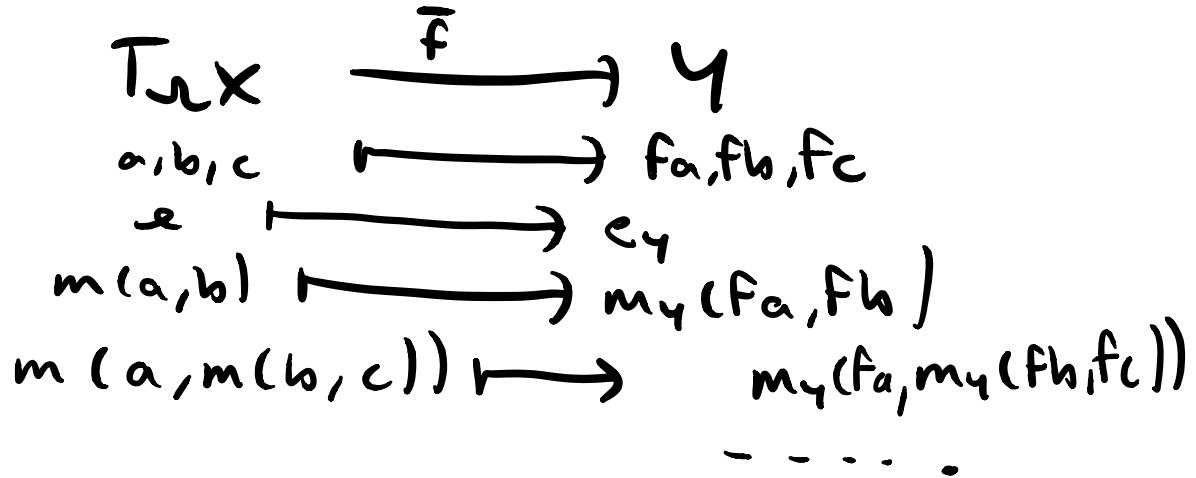 f̄
T_Ω X ⟶ Y
a, b, c ⟼ fa, fb, fc
e ⟼ e_Y
m(a, b) ⟼ m_Y(fa, fb)
m(a, m(b, c)) ⟼ m_Y(fa, m_Y(fb, fc))
- - - - .